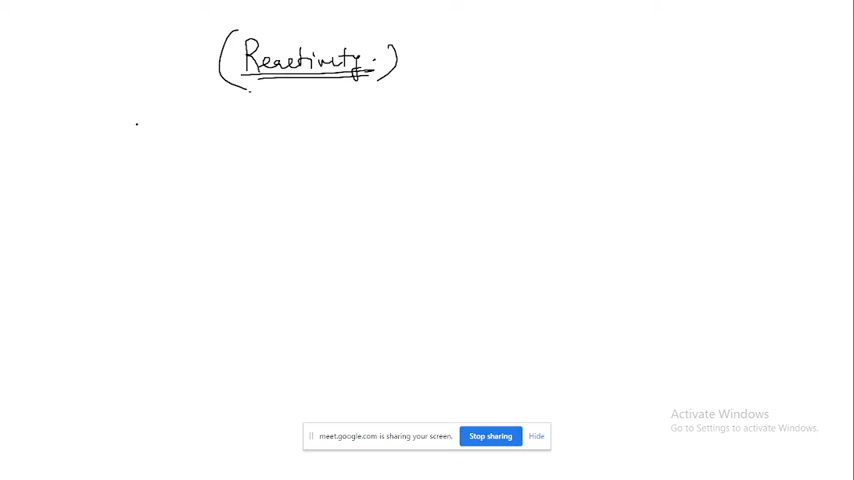 (Reactivity.)
Activate Windows
Go to Settings to activate Windows.
meet.google.com is sharing your screen. Stop sharing Hide